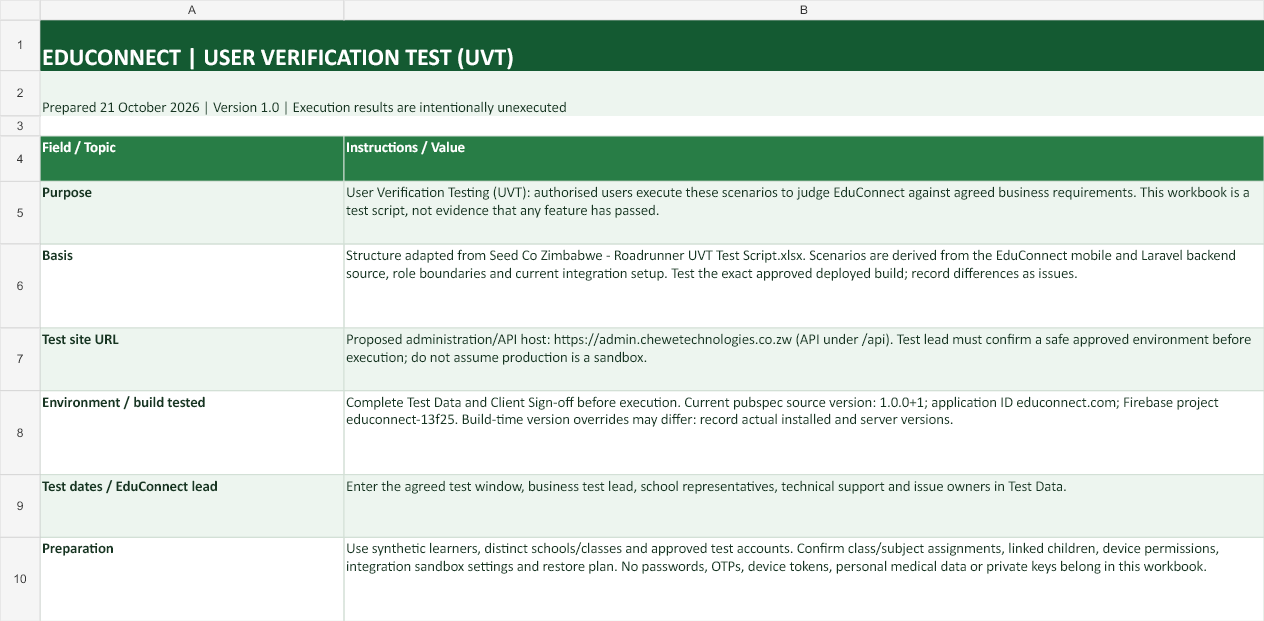 A
B
1
EDUCONNECT | USER VERIFICATION TEST (UVT)
2
Prepared 21 October 2026 | Version 1.0 | Execution results are intentionally unexecuted
3
4
Field / Topic
Instructions / Value
5
Purpose
User Verification Testing (UVT): authorised users execute these scenarios to judge EduConnect against agreed business requirements. This workbook is a
test script, not evidence that any feature has passed.
6
Basis
Structure adapted from Seed Co Zimbabwe - Roadrunner UVT Test Script.xlsx. Scenarios are derived from the EduConnect mobile and Laravel backend
source, role boundaries and current integration setup. Test the exact approved deployed build; record differences as issues.
7
Test site URL
Proposed administration/API host: https://admin.chewetechnologies.co.zw (API under /api). Test lead must confirm a safe approved environment before
execution; do not assume production is a sandbox.
8
Environment / build tested
Complete Test Data and Client Sign-off before execution. Current pubspec source version: 1.0.0+1; application ID educonnect.com; Firebase project
educonnect-13f25. Build-time version overrides may differ: record actual installed and server versions.
9
Test dates / EduConnect lead
Enter the agreed test window, business test lead, school representatives, technical support and issue owners in Test Data.
10
Preparation
Use synthetic learners, distinct schools/classes and approved test accounts. Confirm class/subject assignments, linked children, device permissions,
integration sandbox settings and restore plan. No passwords, OTPs, device tokens, personal medical data or private keys belong in this workbook.